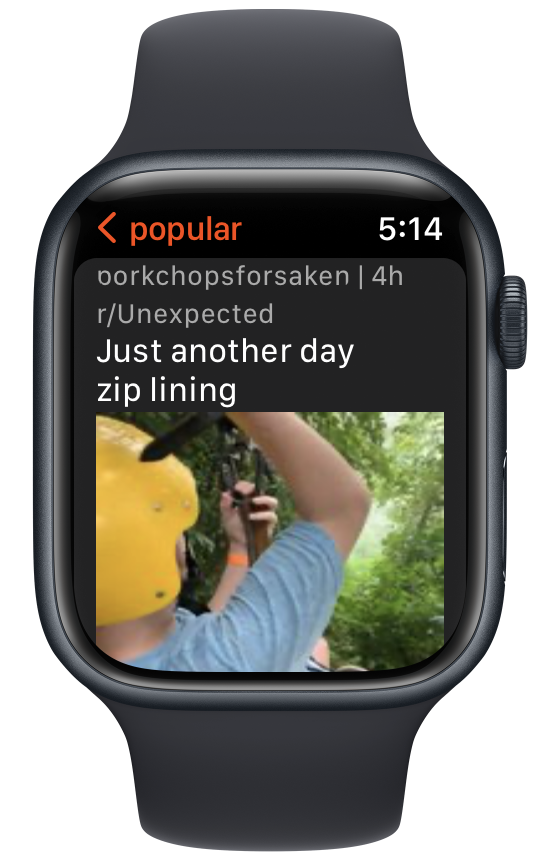 popular
5:14
porkchopsforsaken | 4h
r/Unexpected
Just another day
zip lining